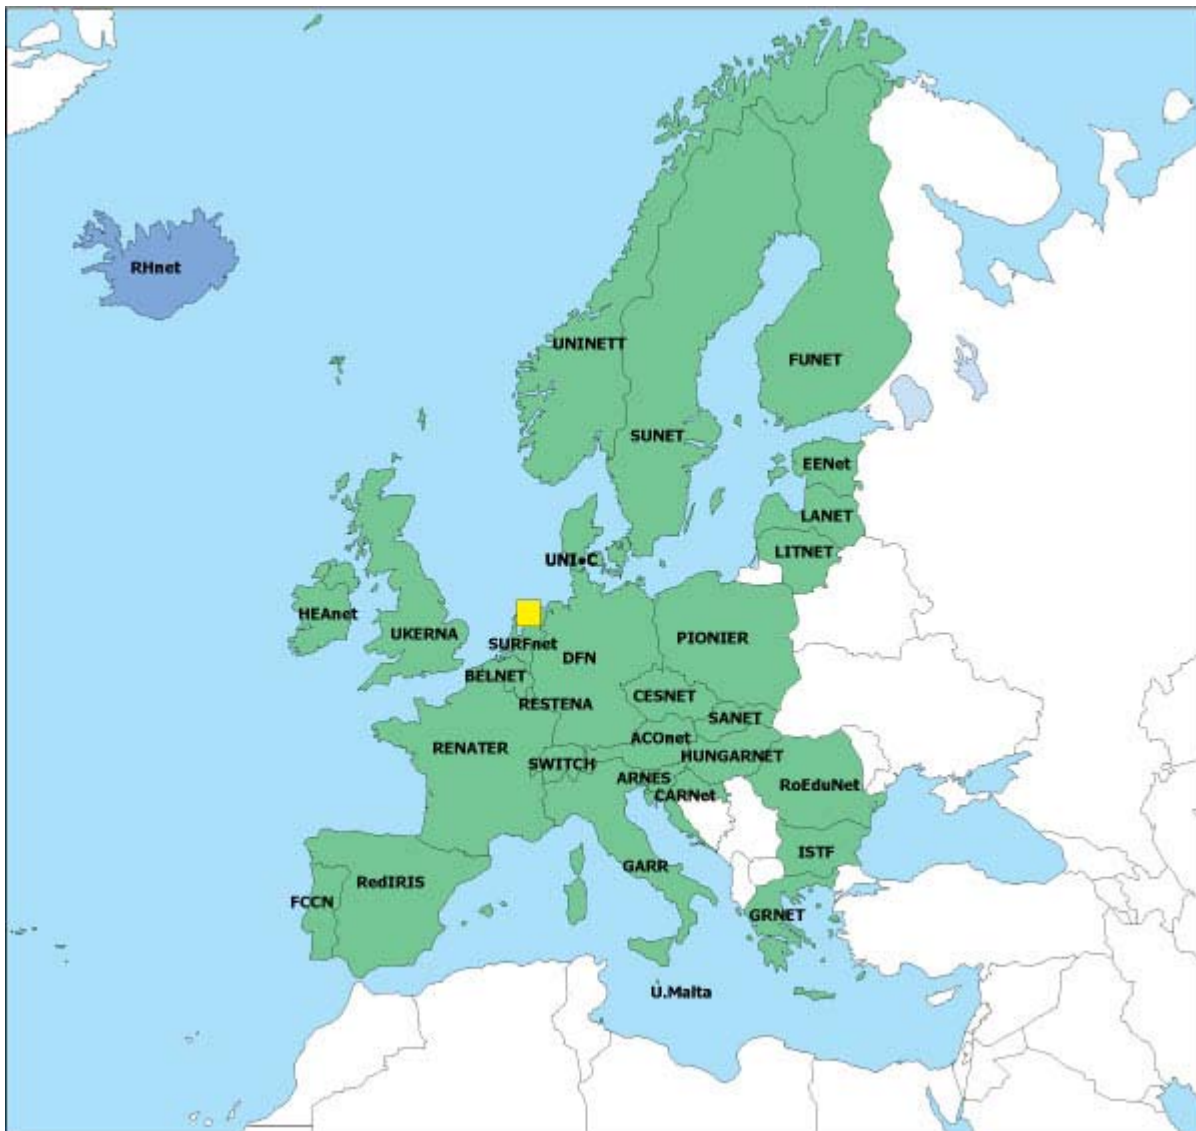 RHnet
UNINETT
FUNET
SUNET
EENet
LANET
LITNET
UNI•C
HEAnet
UKERNA
SURFnet
PIONIER
DFN
BELNET
CESNET
RESTENA
SANET
ACOnet
RENATER
HUNGARNET
SWITCH
ARNES
RoEduNet
CARNet
ISTF
GARR
RedIRIS
FCCN
GRNET
U.Malta